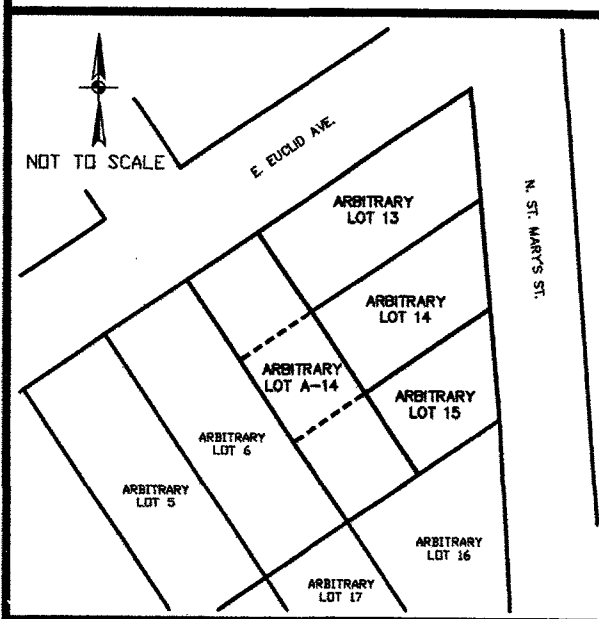 NOT TO SCALE
E. EUCLID AVE.
N. ST. MARY'S ST.
ARBITRARY
LOT 13
ARBITRARY
LOT 14
ARBITRARY
LOT A-14
ARBITRARY
LOT 15
ARBITRARY
LOT 6
ARBITRARY
LOT 5
ARBITRARY
LOT 16
ARBITRARY
LOT 17